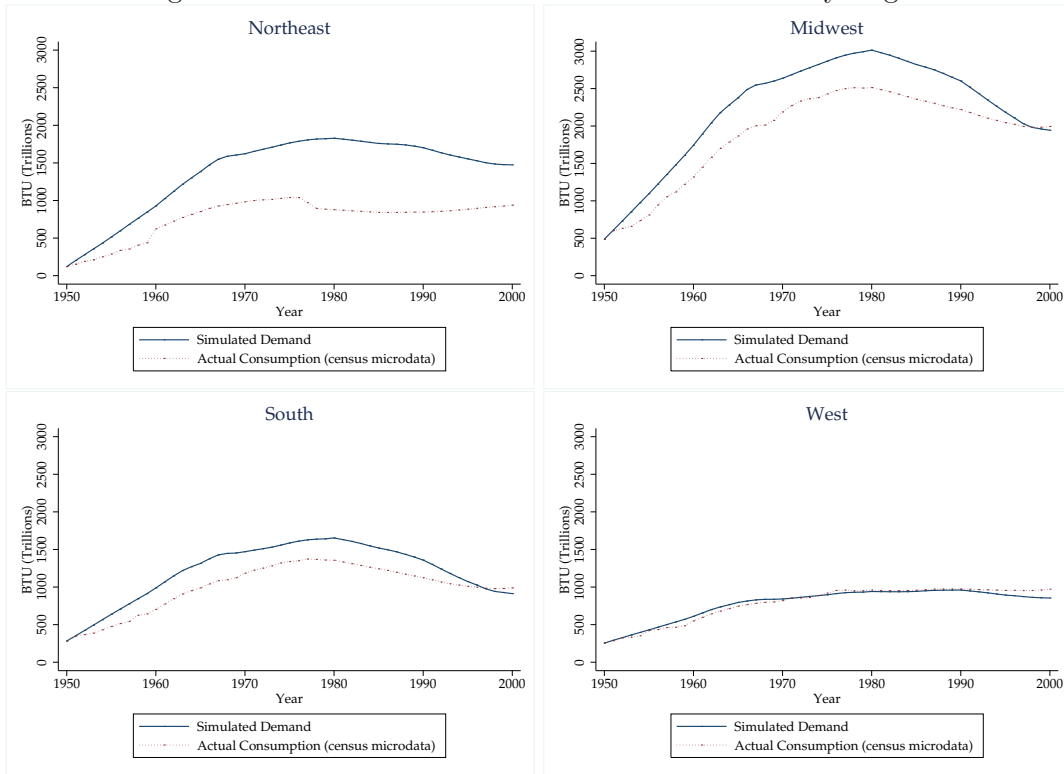 Northeast
BTU (Trillions)
0 500 1000 1500 2000 2500 3000
1950 1960 1970 1980 1990 2000
Year
Simulated Demand
Actual Consumption (census microdata)
Midwest
BTU (Trillions)
0 500 1000 1500 2000 2500 3000
1950 1960 1970 1980 1990 2000
Year
Simulated Demand
Actual Consumption (census microdata)
South
BTU (Trillions)
0 500 1000 1500 2000 2500 3000
1950 1960 1970 1980 1990 2000
Year
Simulated Demand
Actual Consumption (census microdata)
West
BTU (Trillions)
0 500 1000 1500 2000 2500 3000
1950 1960 1970 1980 1990 2000
Year
Simulated Demand
Actual Consumption (census microdata)